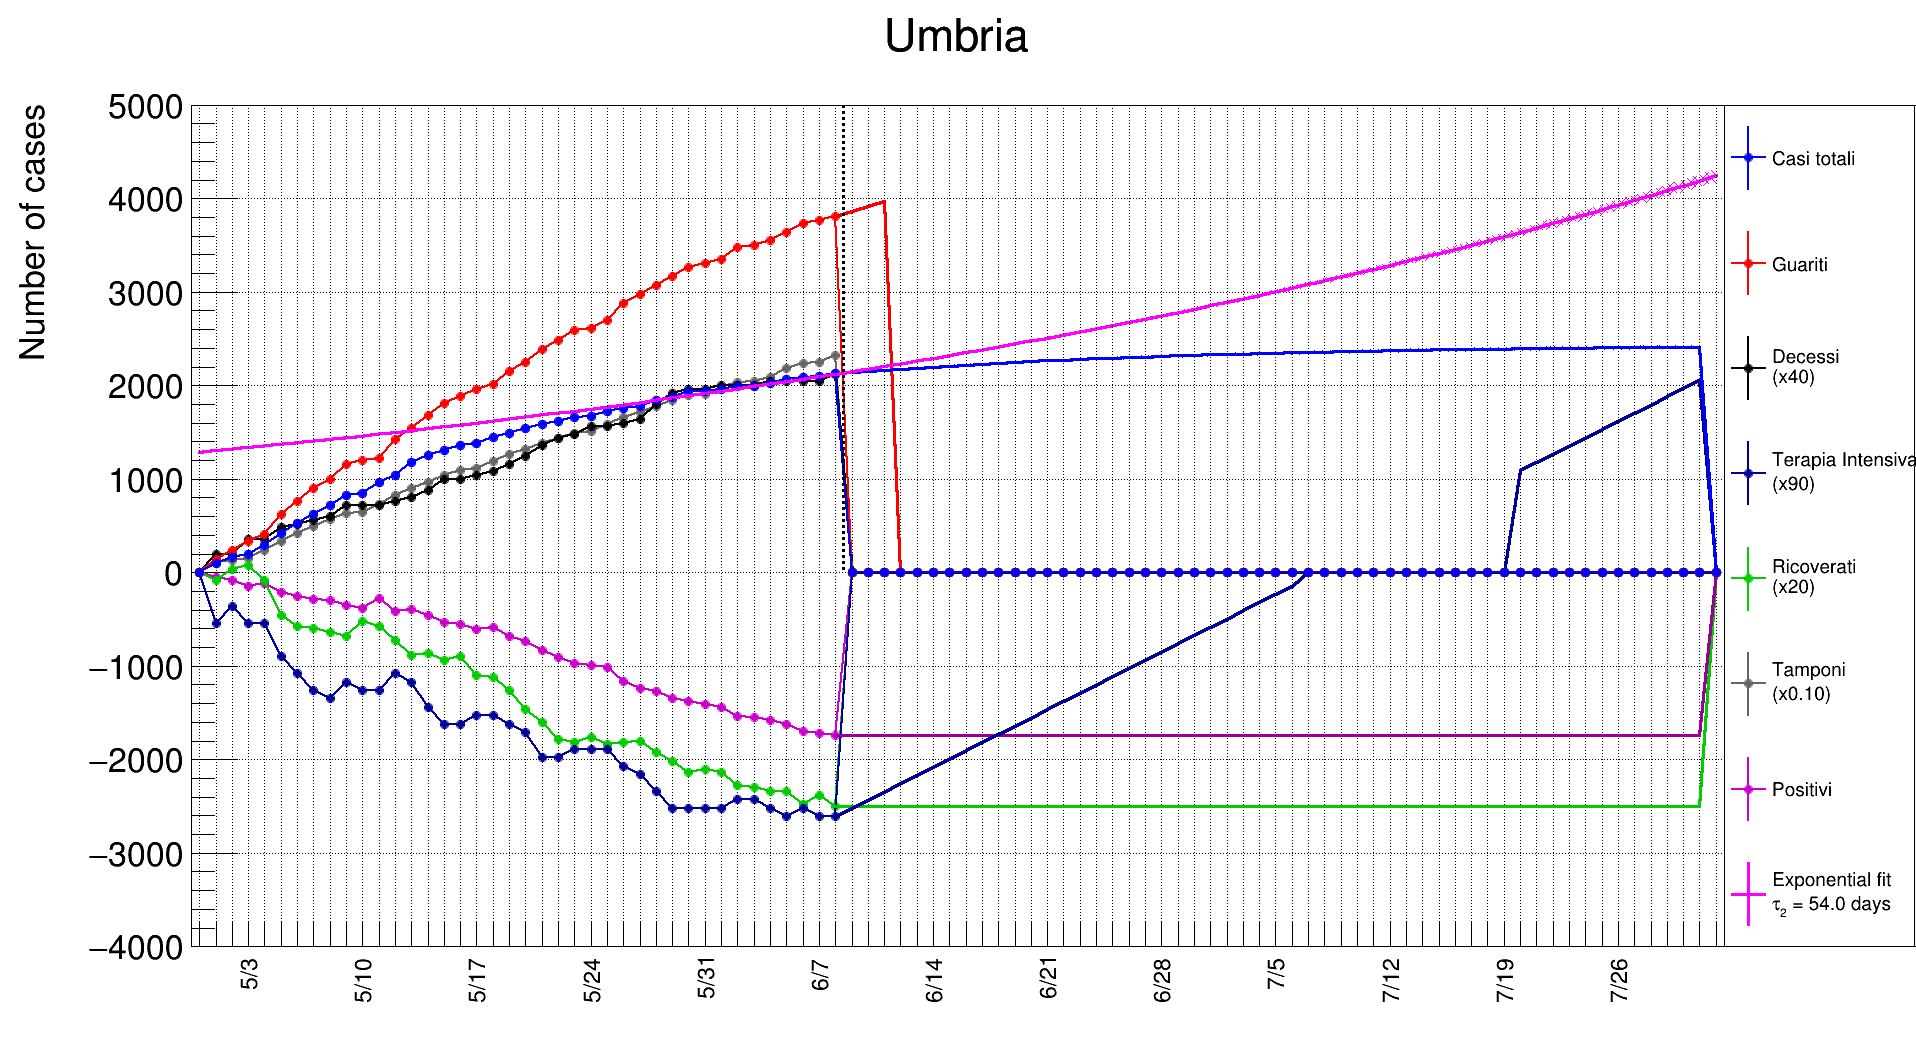 Umbria
Number of cases
5000
4000
3000
2000
1000
0
−1000
−2000
−3000
−4000
5/3
5/10
5/17
5/24
5/31
6/7
6/14
6/21
6/28
7/5
7/12
7/19
7/26
Casi totali
Guariti
Decessi
(x40)
Terapia Intensiva
(x90)
Ricoverati
(x20)
Tamponi
(x0.10)
Positivi
Exponential fit
τ2 = 54.0 days